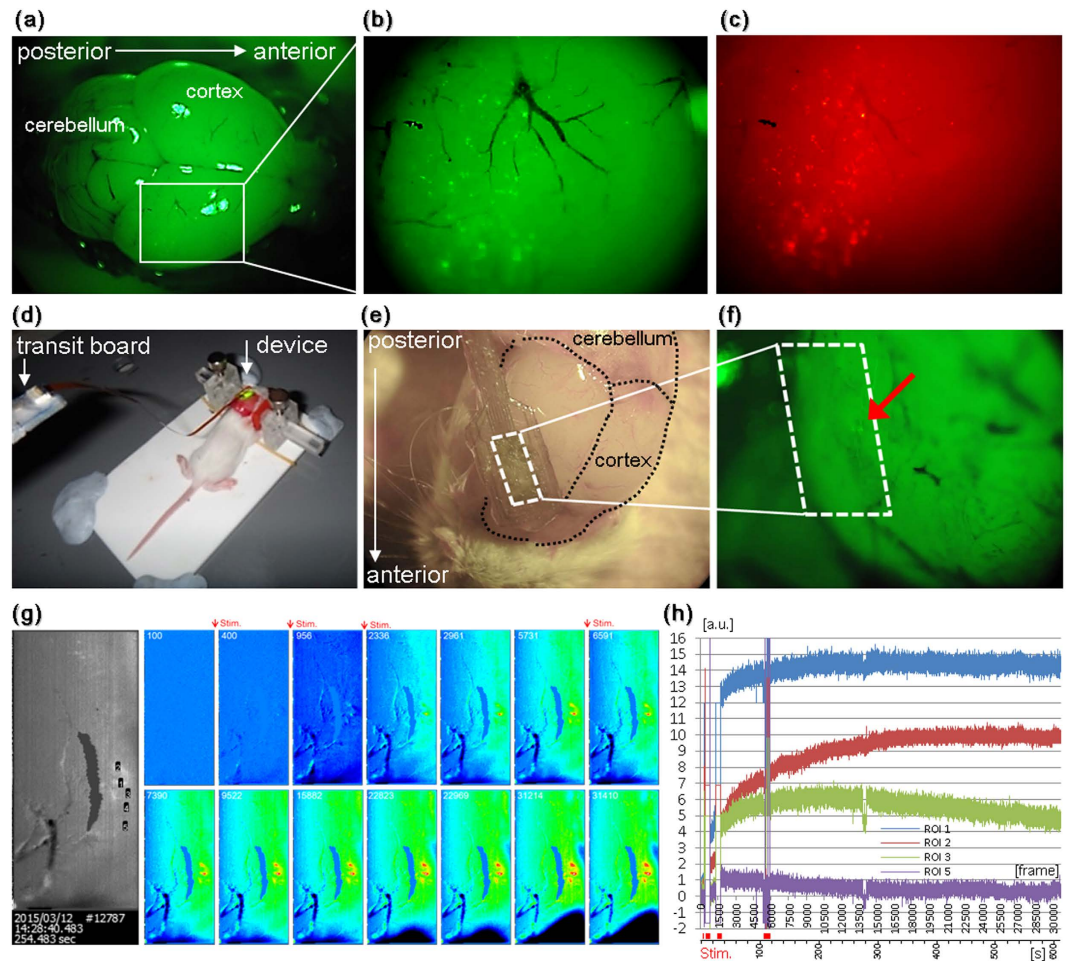 (a)
posterior
anterior
cortex
cerebellum
(b)
(c)
(d)
transit board
device
(e)
posterior
cerebellum
cortex
anterior
(f)
(g)
2015/03/12 #12787
14:28:40.483
254.483 sec
Stim. Stim. Stim. Stim.
100 400 956 2336 2961 5731 6591
7390 9522 15882 22823 22969 31214 31410
(h)
[a.u.]
16
15
14
13
12
11
10
9
8
7
6
5
4
3
2
1
0
-1
-2
ROI 1
ROI 2
ROI 3
ROI 5
[frame]
0 1500 3000 4500 6000 7500 9000 10500 12000 13500 15000 16500 18000 19500 21000 22500 24000 25500 27000 28500 30000
Stim. 100 200 300 400 500 600 [s]